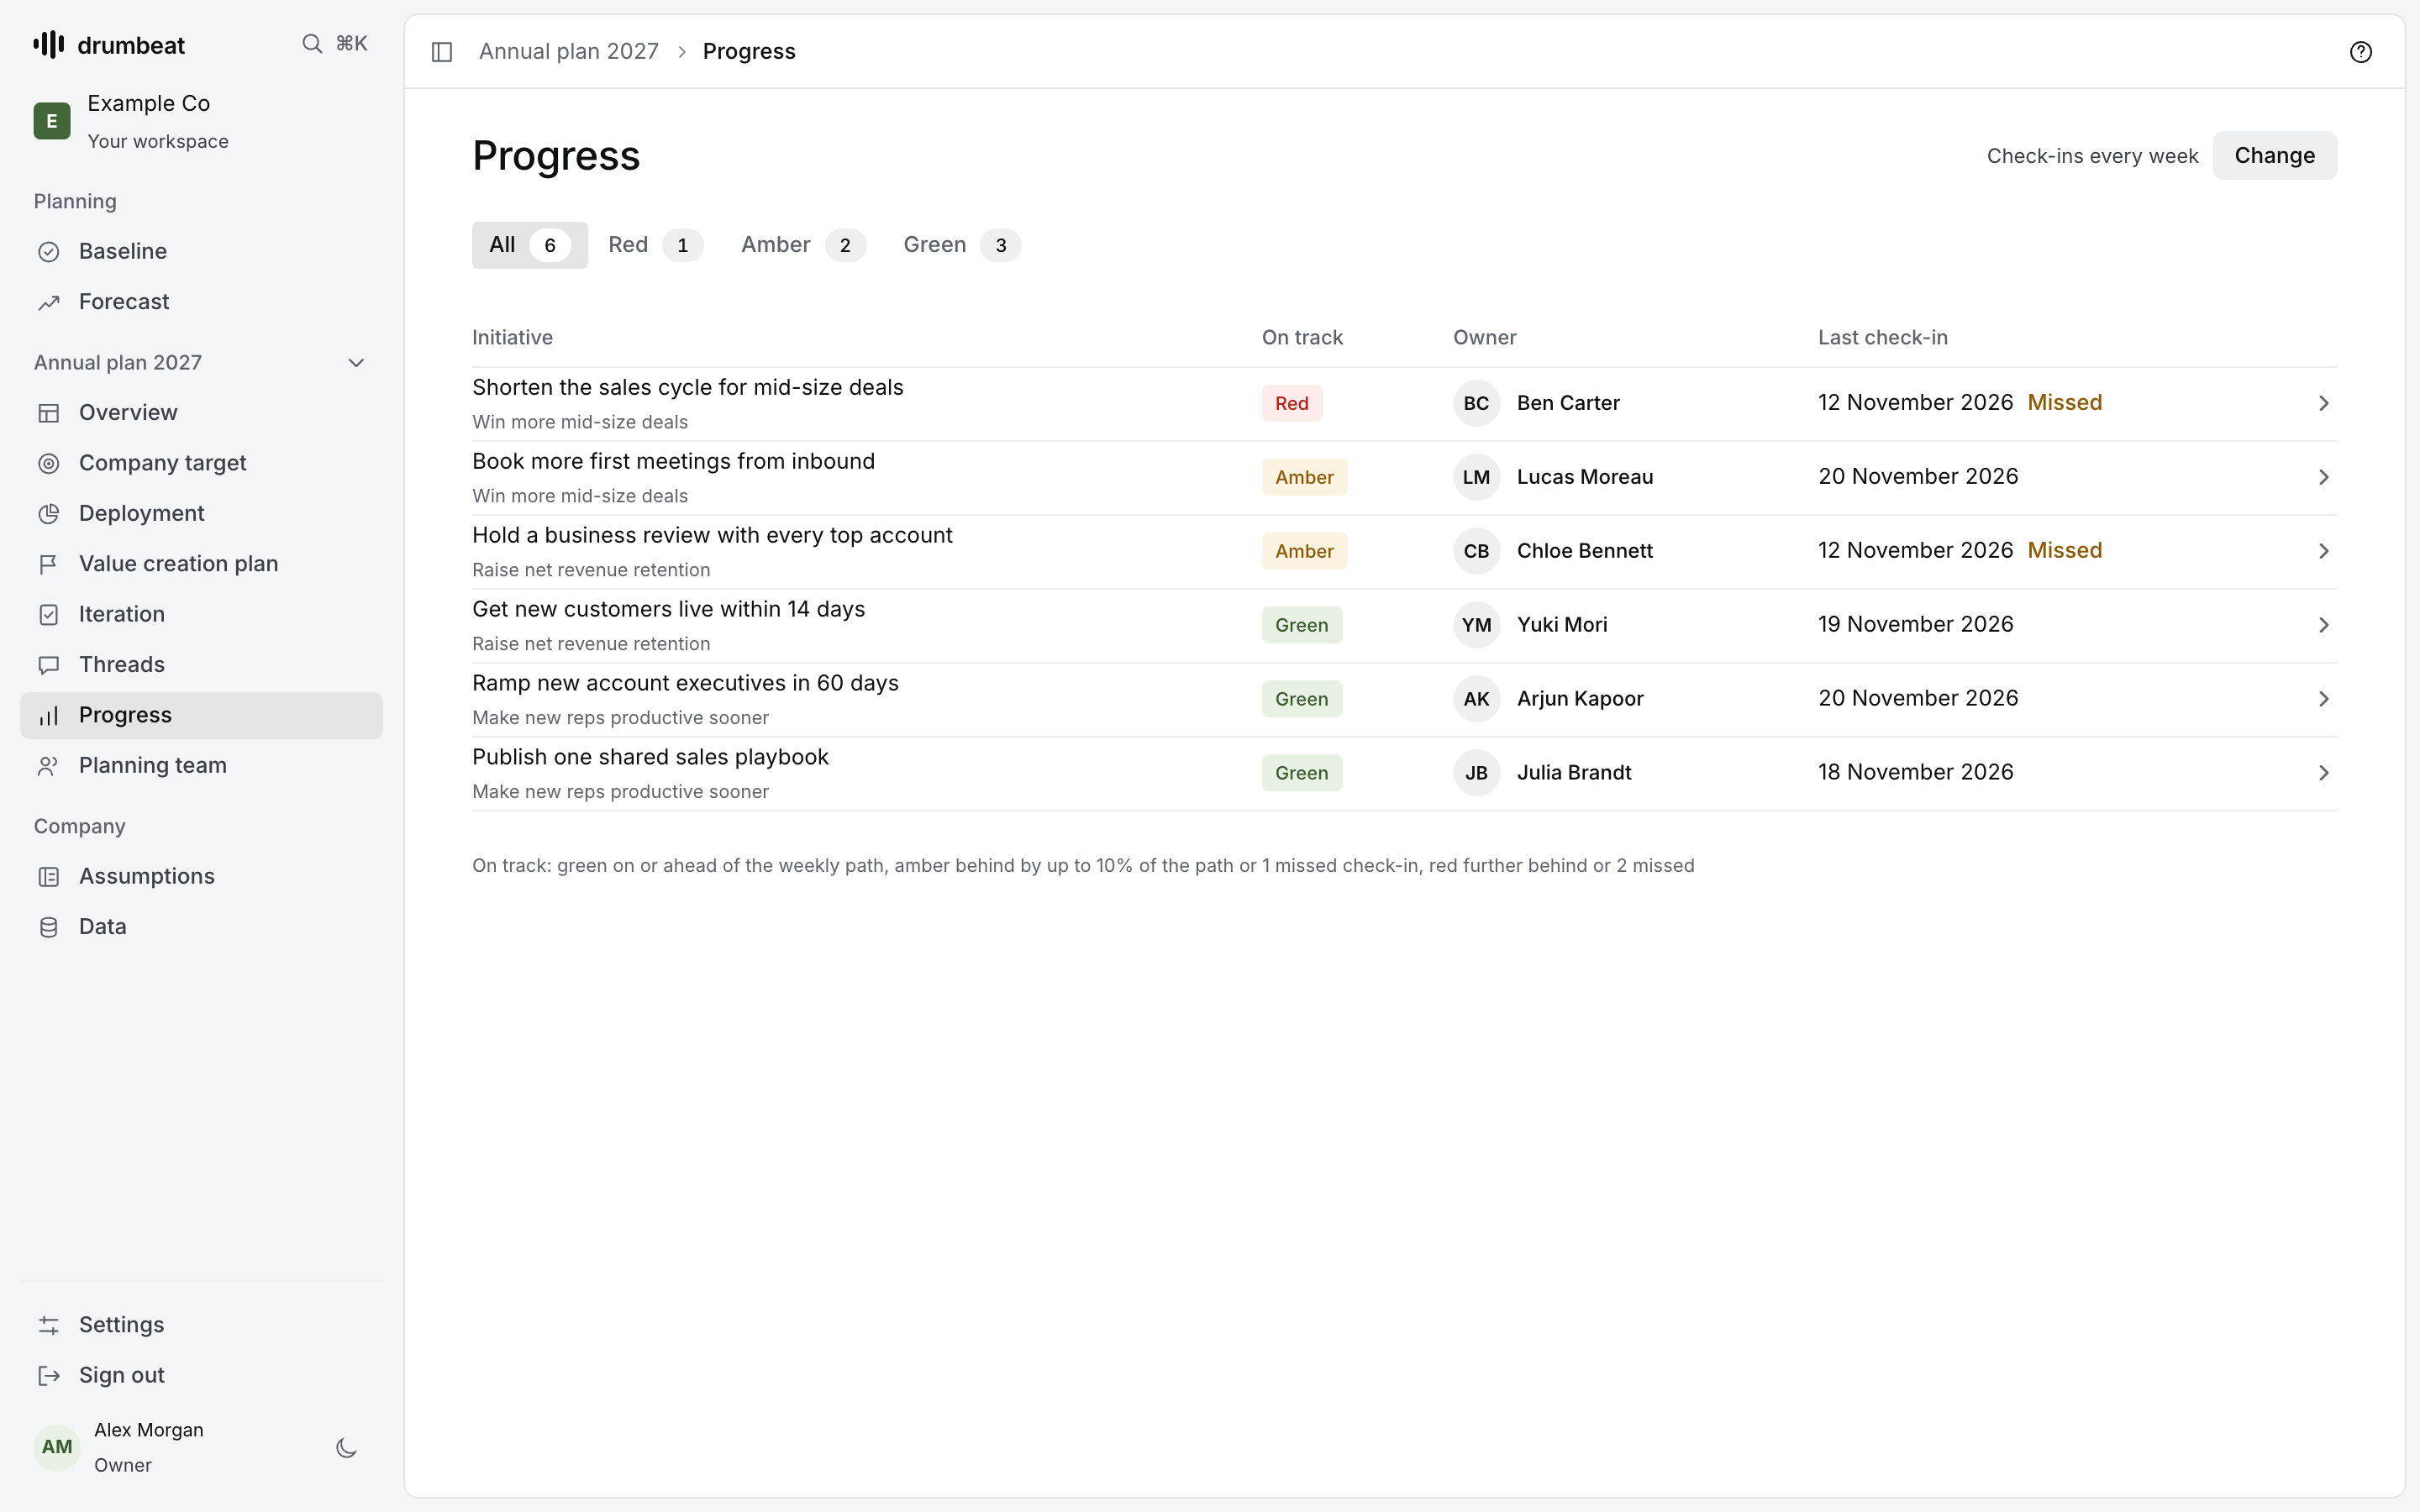 drumbeat
⌘K
E
Example Co
Your workspace
Planning
Baseline
Forecast
Annual plan 2027
Overview
Company target
Deployment
Value creation plan
Iteration
Threads
Progress
Planning team
Company
Assumptions
Data
Settings
Sign out
AM
Alex Morgan
Owner
Annual plan 2027 > Progress
Progress
Check-ins every week Change
All 6 Red 1 Amber 2 Green 3
Initiative On track Owner Last check-in
Shorten the sales cycle for mid-size deals
Win more mid-size deals
Red BC Ben Carter 12 November 2026 Missed
Book more first meetings from inbound
Win more mid-size deals
Amber LM Lucas Moreau 20 November 2026
Hold a business review with every top account
Raise net revenue retention
Amber CB Chloe Bennett 12 November 2026 Missed
Get new customers live within 14 days
Raise net revenue retention
Green YM Yuki Mori 19 November 2026
Ramp new account executives in 60 days
Make new reps productive sooner
Green AK Arjun Kapoor 20 November 2026
Publish one shared sales playbook
Make new reps productive sooner
Green JB Julia Brandt 18 November 2026
On track: green on or ahead of the weekly path, amber behind by up to 10% of the path or 1 missed check-in, red further behind or 2 missed